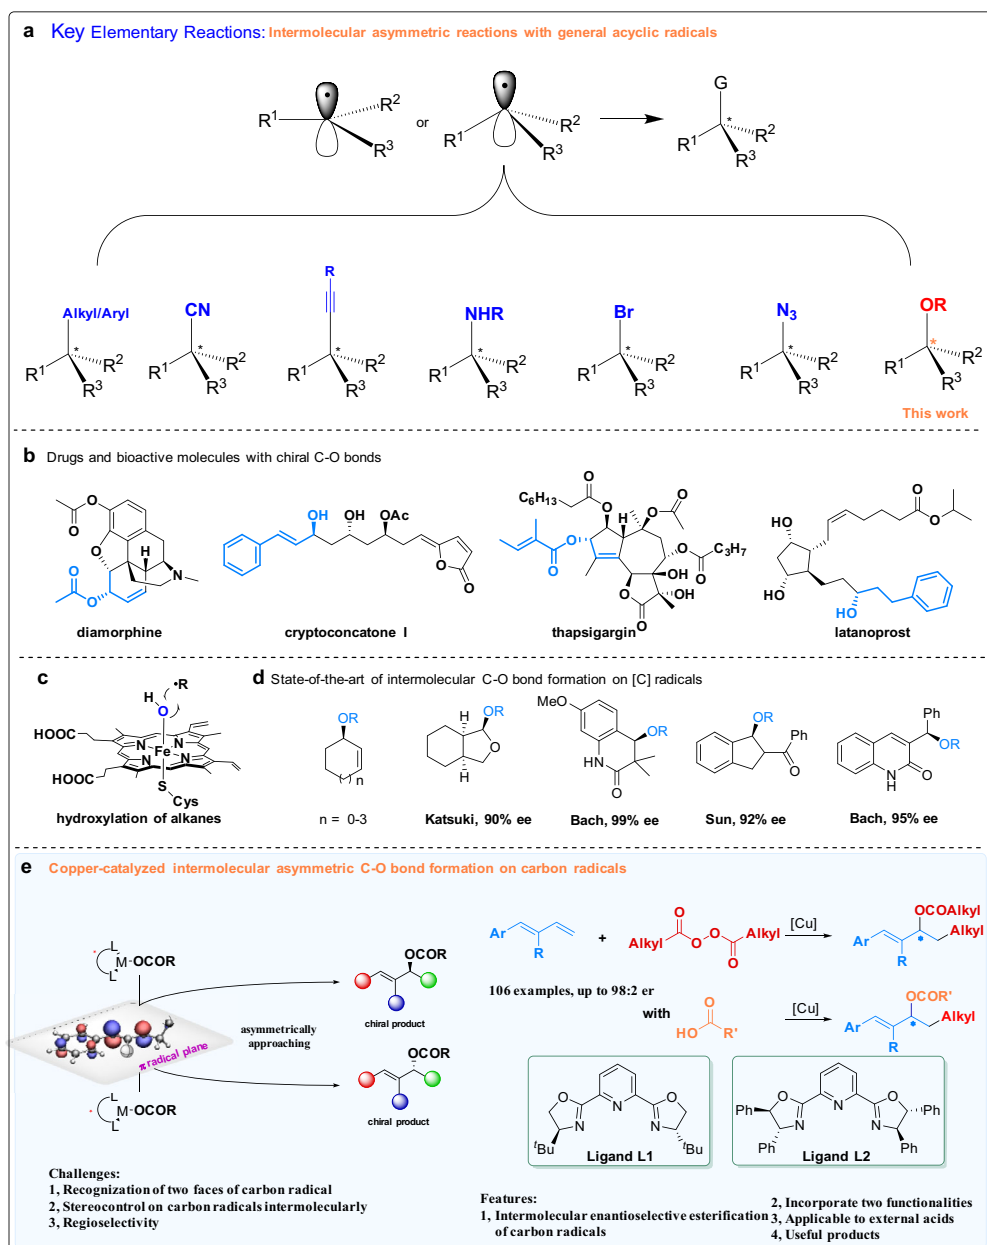 a Key Elementary Reactions: Intermolecular asymmetric reactions with general acyclic radicals
R1 R2 R3 or R1 R2 R3 G R1 * R2 R3
Alkyl/Aryl R1 * R2 R3
CN R1 * R2 R3
R R1 * R2 R3
NHR R1 * R2 R3
Br R1 * R2 R3
N3 R1 * R2 R3
OR R1 * R2 R3
This work
b Drugs and bioactive molecules with chiral C-O bonds
O O O H N O O
diamorphine
OH OH OAc O O
cryptoconcatone I
C6H13 O O H O O O O O C3H7 O OH O O OH
thapsigargin
HO HO O O HO
latanoprost
c
•R
H O
HOOC HOOC N N Fe N N
S
Cys
hydroxylation of alkanes
d State-of-the-art of intermolecular C-O bond formation on [C] radicals
OR ( )n
n = 0-3
H OR O H
Katsuki, 90% ee
MeO OR HN O
Bach, 99% ee
OR Ph O
Sun, 92% ee
Ph OR N H O
Bach, 95% ee
e Copper-catalyzed intermolecular asymmetric C-O bond formation on carbon radicals
* L L M-OCOR
π radical plane
* L L M-OCOR
asymmetrically
approaching
OCOR
chiral product
OCOR
chiral product
Ar R + Alkyl O O O O Alkyl [Cu] OCOAlkyl Ar * Alkyl R
106 examples, up to 98:2 er
with O HO R' [Cu] OCOR' Ar * Alkyl R
O N N N O tBu tBu
Ligand L1
Ph O N N N O Ph Ph Ph
Ligand L2
Challenges:
1, Recognization of two faces of carbon radical
2, Stereocontrol on carbon radicals intermolecularly
3, Regioselectivity
Features:
1, Intermolecular enantioselective esterification
of carbon radicals
2, Incorporate two functionalities
3, Applicable to external acids
4, Useful products